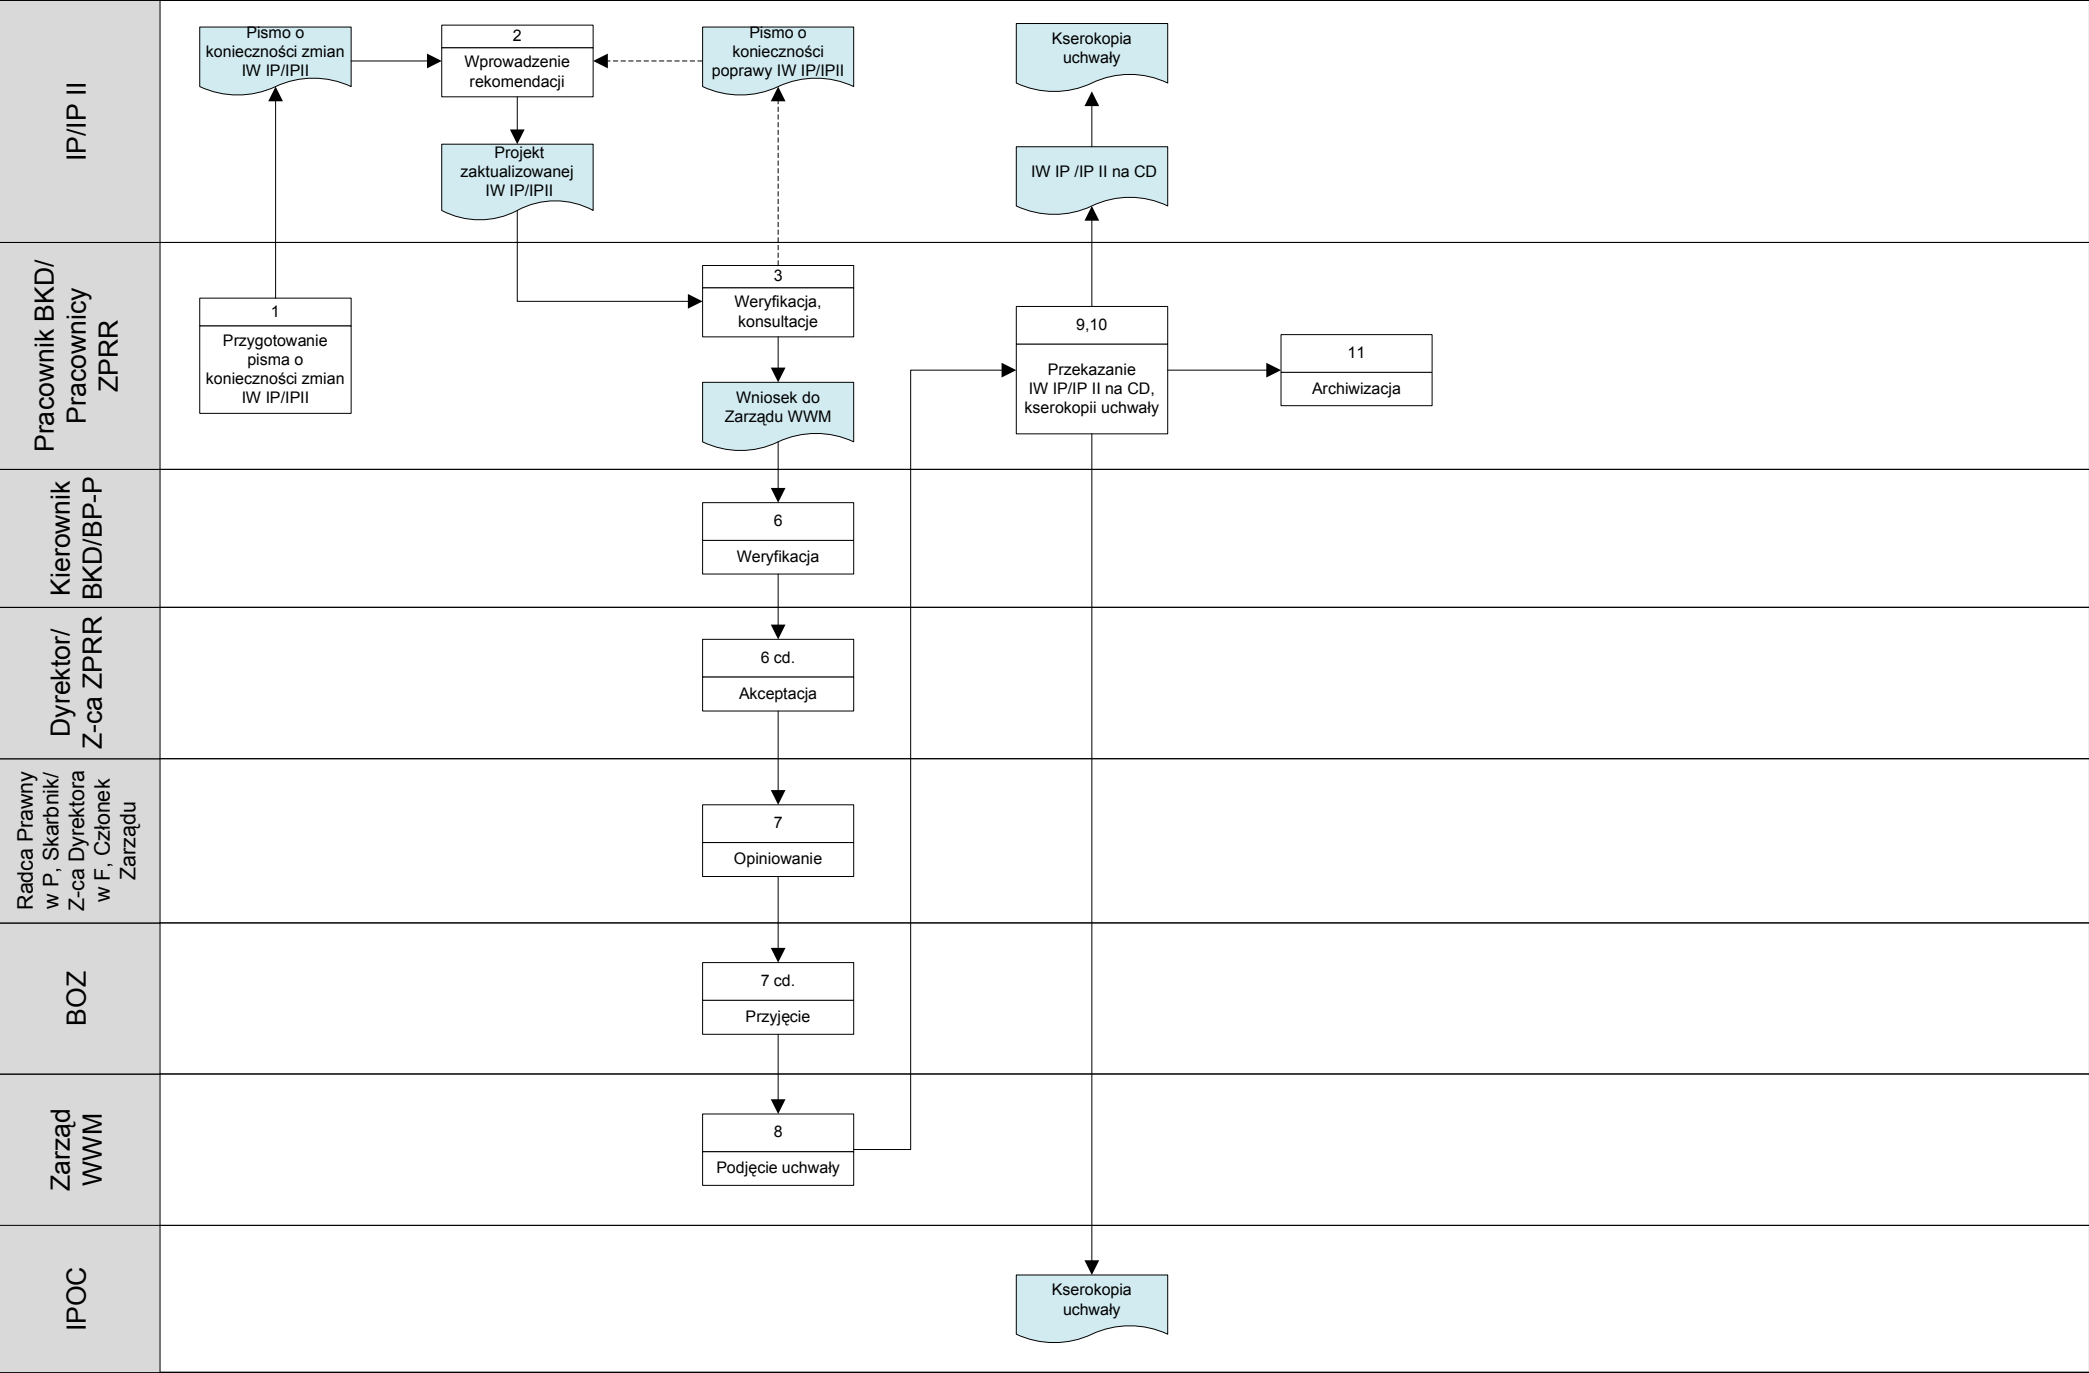 IP/IP II
Pismo o
konieczności zmian
IW IP/IPII
2
Wprowadzenie
rekomendacji
Pismo o
konieczności
poprawy IW IP/IPII
Kserokopia
uchwały
Projekt
zaktualizowanej
IW IP/IPII
IW IP /IP II na CD
Pracownik BKD/
Pracownicy
ZPRR
1
Przygotowanie
pisma o
konieczności zmian
IW IP/IPII
3
Weryfikacja,
konsultacje
Wniosek do
Zarządu WWM
9,10
Przekazanie
IW IP/IP II na CD,
kserokopii uchwały
11
Archiwizacja
Kierownik
BKD/BP-P
6
Weryfikacja
Dyrektor/
Z-ca ZPRR
6 cd.
Akceptacja
Radca Prawny
w P, Skarbnik/
Z-ca Dyrektora
w F, Członek
Zarządu
7
Opiniowanie
BOZ
7 cd.
Przyjęcie
Zarząd
WWM
8
Podjęcie uchwały
IPOC
Kserokopia
uchwały